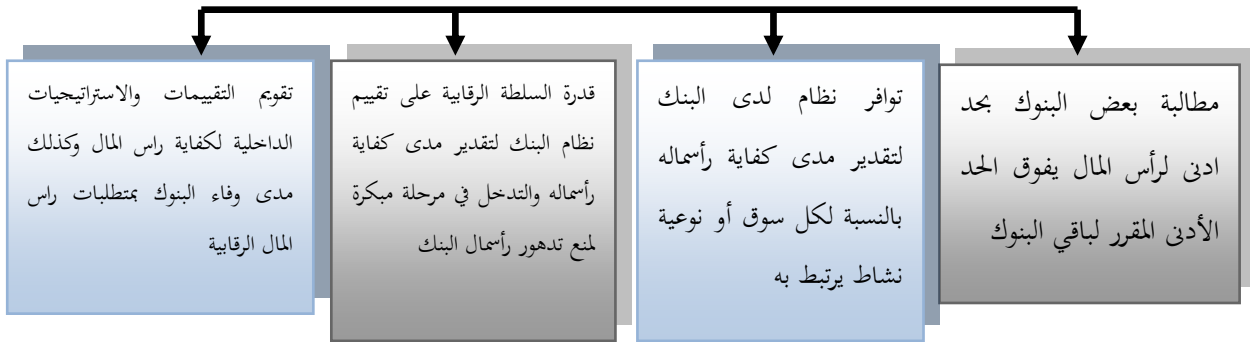 مطالبة بعض البنوك بحد
ادنى لرأس المال يفوق الحد
الأدنى المقرر لباقي البنوك
توافر نظام لدى البنك
لتقدير مدى كفاية رأسماله
بالنسبة لكل سوق أو نوعية
نشاط يرتبط به
قدرة السلطة الرقابية على تقييم
نظام البنك لتقدير مدى كفاية
رأسماله والتدخل في مرحلة مبكرة
لمنع تدهور رأسمال البنك
تقويم التقييمات والاستراتيجيات
الداخلية لكفاية راس المال وكذلك
مدى وفاء البنوك بمتطلبات راس
المال الرقابية